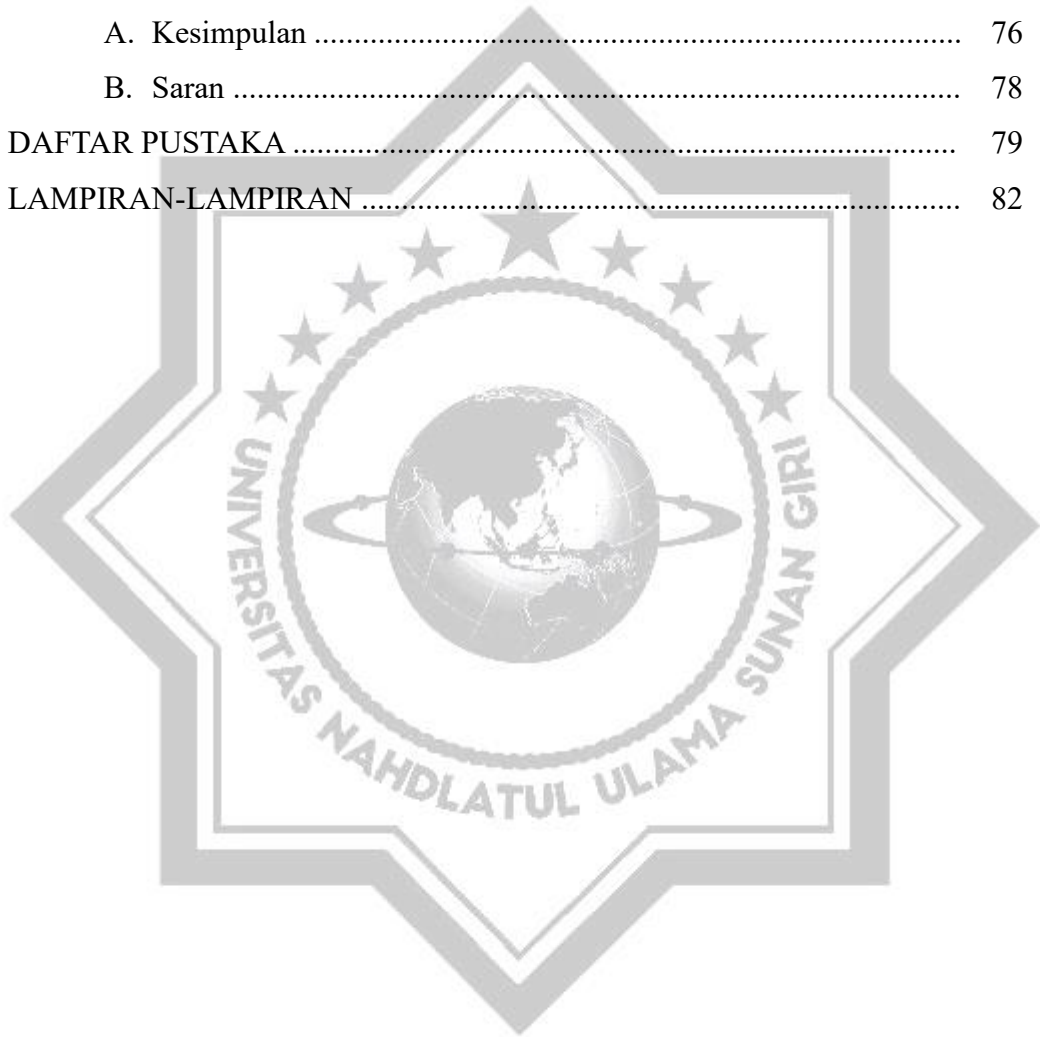 A. Kesimpulan ................................................................................ 76
B. Saran .......................................................................................... 78
DAFTAR PUSTAKA .................................................................................. 79
LAMPIRAN-LAMPIRAN .......................................................................... 82
UNIVERSITAS NAHDLATUL ULAMA SUNAN GIRI